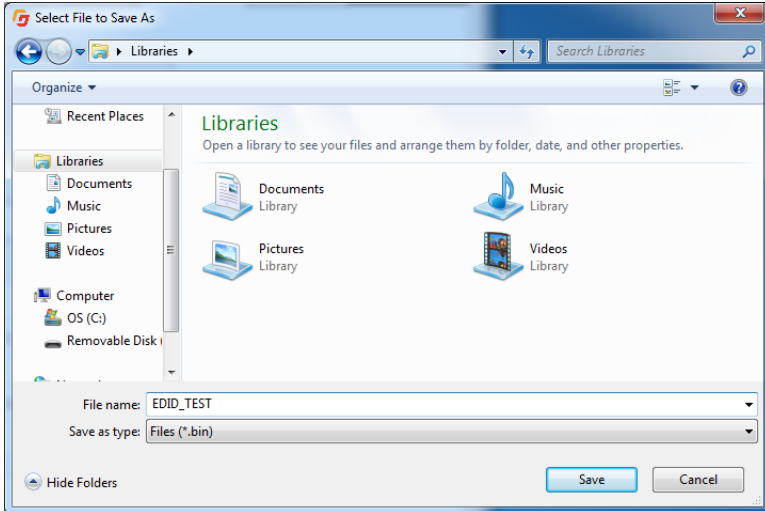 Select File to Save As
Libraries
Search Libraries
Organize
Recent Places
Libraries
Documents
Music
Pictures
Videos
Computer
OS (C:)
Removable Disk (
Libraries
Open a library to see your files and arrange them by folder, date, and other properties.
Documents
Library
Music
Library
Pictures
Library
Videos
Library
File name: EDID_TEST
Save as type: Files (*.bin)
Hide Folders
Save
Cancel